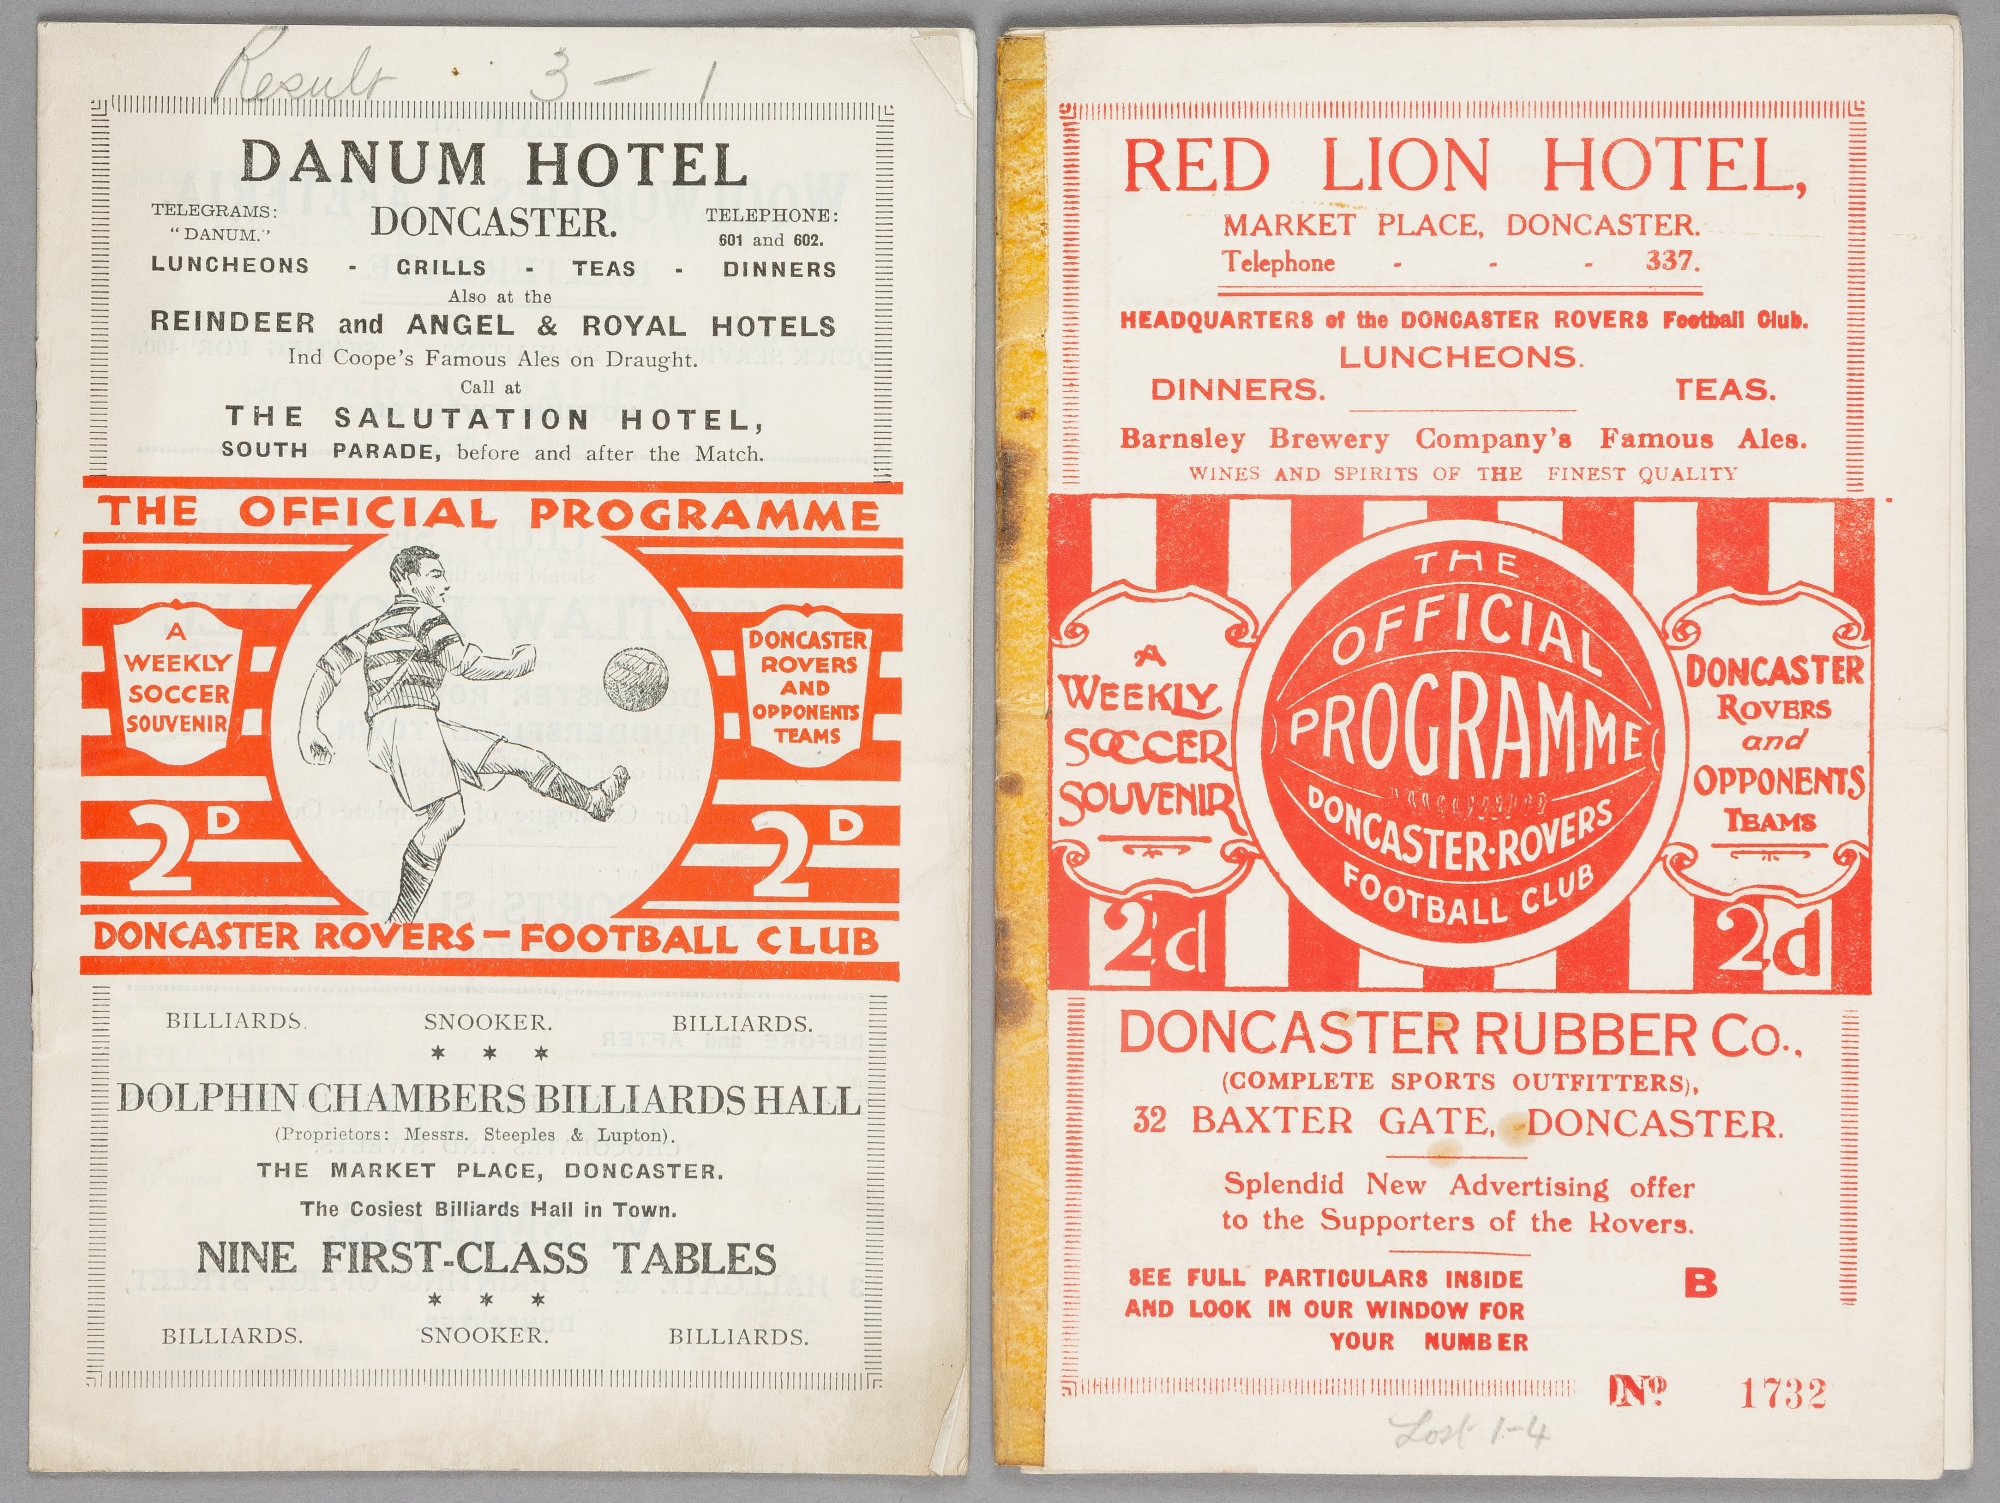 Result 3 - 1
DANUM HOTEL
TELEGRAMS: DONCASTER. TELEPHONE:
"DANUM." 601 and 602.
LUNCHEONS - GRILLS - TEAS - DINNERS
Also at the
REINDEER and ANGEL & ROYAL HOTELS
Ind Coope's Famous Ales on Draught.
Call at
THE SALUTATION HOTEL,
SOUTH PARADE, before and after the Match.
THE OFFICIAL PROGRAMME
A
WEEKLY
SOCCER
SOUVENIR
DONCASTER
ROVERS
AND
OPPONENTS
TEAMS
2D 2D
DONCASTER ROVERS - FOOTBALL CLUB
BILLIARDS. SNOOKER. BILLIARDS.
DOLPHIN CHAMBERS BILLIARDS HALL
(Proprietors: Messrs. Steeples & Lupton).
THE MARKET PLACE, DONCASTER.
The Cosiest Billiards Hall in Town.
NINE FIRST-CLASS TABLES
BILLIARDS. SNOOKER. BILLIARDS.
RED LION HOTEL,
MARKET PLACE, DONCASTER.
Telephone - - - 337.
HEADQUARTERS of the DONCASTER ROVERS Football Club.
LUNCHEONS.
DINNERS. TEAS.
Barnsley Brewery Company's Famous Ales.
WINES AND SPIRITS OF THE FINEST QUALITY
A
WEEKLY
SOCCER
SOUVENIR
THE
OFFICIAL
PROGRAMME
DONCASTER·ROVERS
FOOTBALL CLUB
DONCASTER
ROVERS
and
OPPONENTS
TEAMS
2d 2d
DONCASTER RUBBER Co.,
(COMPLETE SPORTS OUTFITTERS),
32 BAXTER GATE, DONCASTER.
Splendid New Advertising offer
to the Supporters of the Rovers.
SEE FULL PARTICULARS INSIDE
AND LOOK IN OUR WINDOW FOR
YOUR NUMBER
B
No. 1732
Lost 1-4